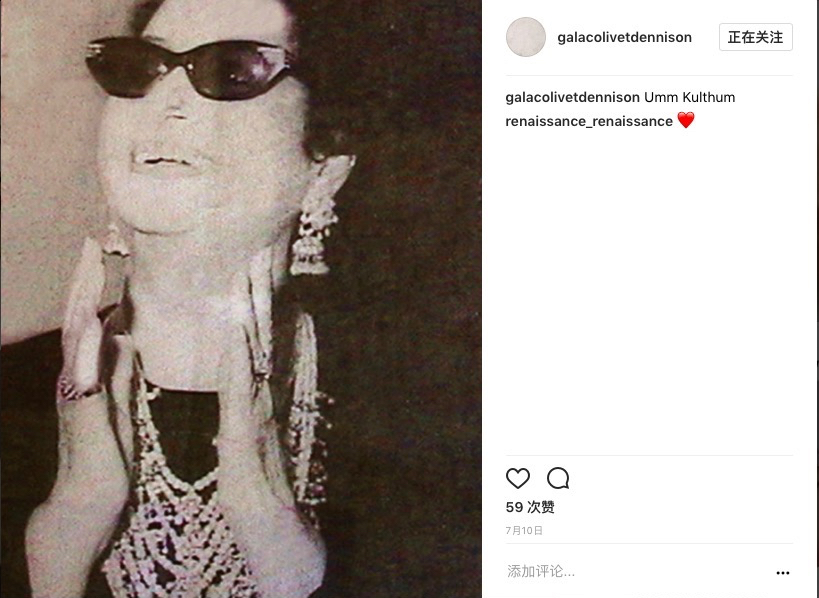 galacolivetdennison 正在关注
galacolivetdennison Umm Kulthum
renaissance_renaissance ❤️
59 次赞
7月10日
添加评论...